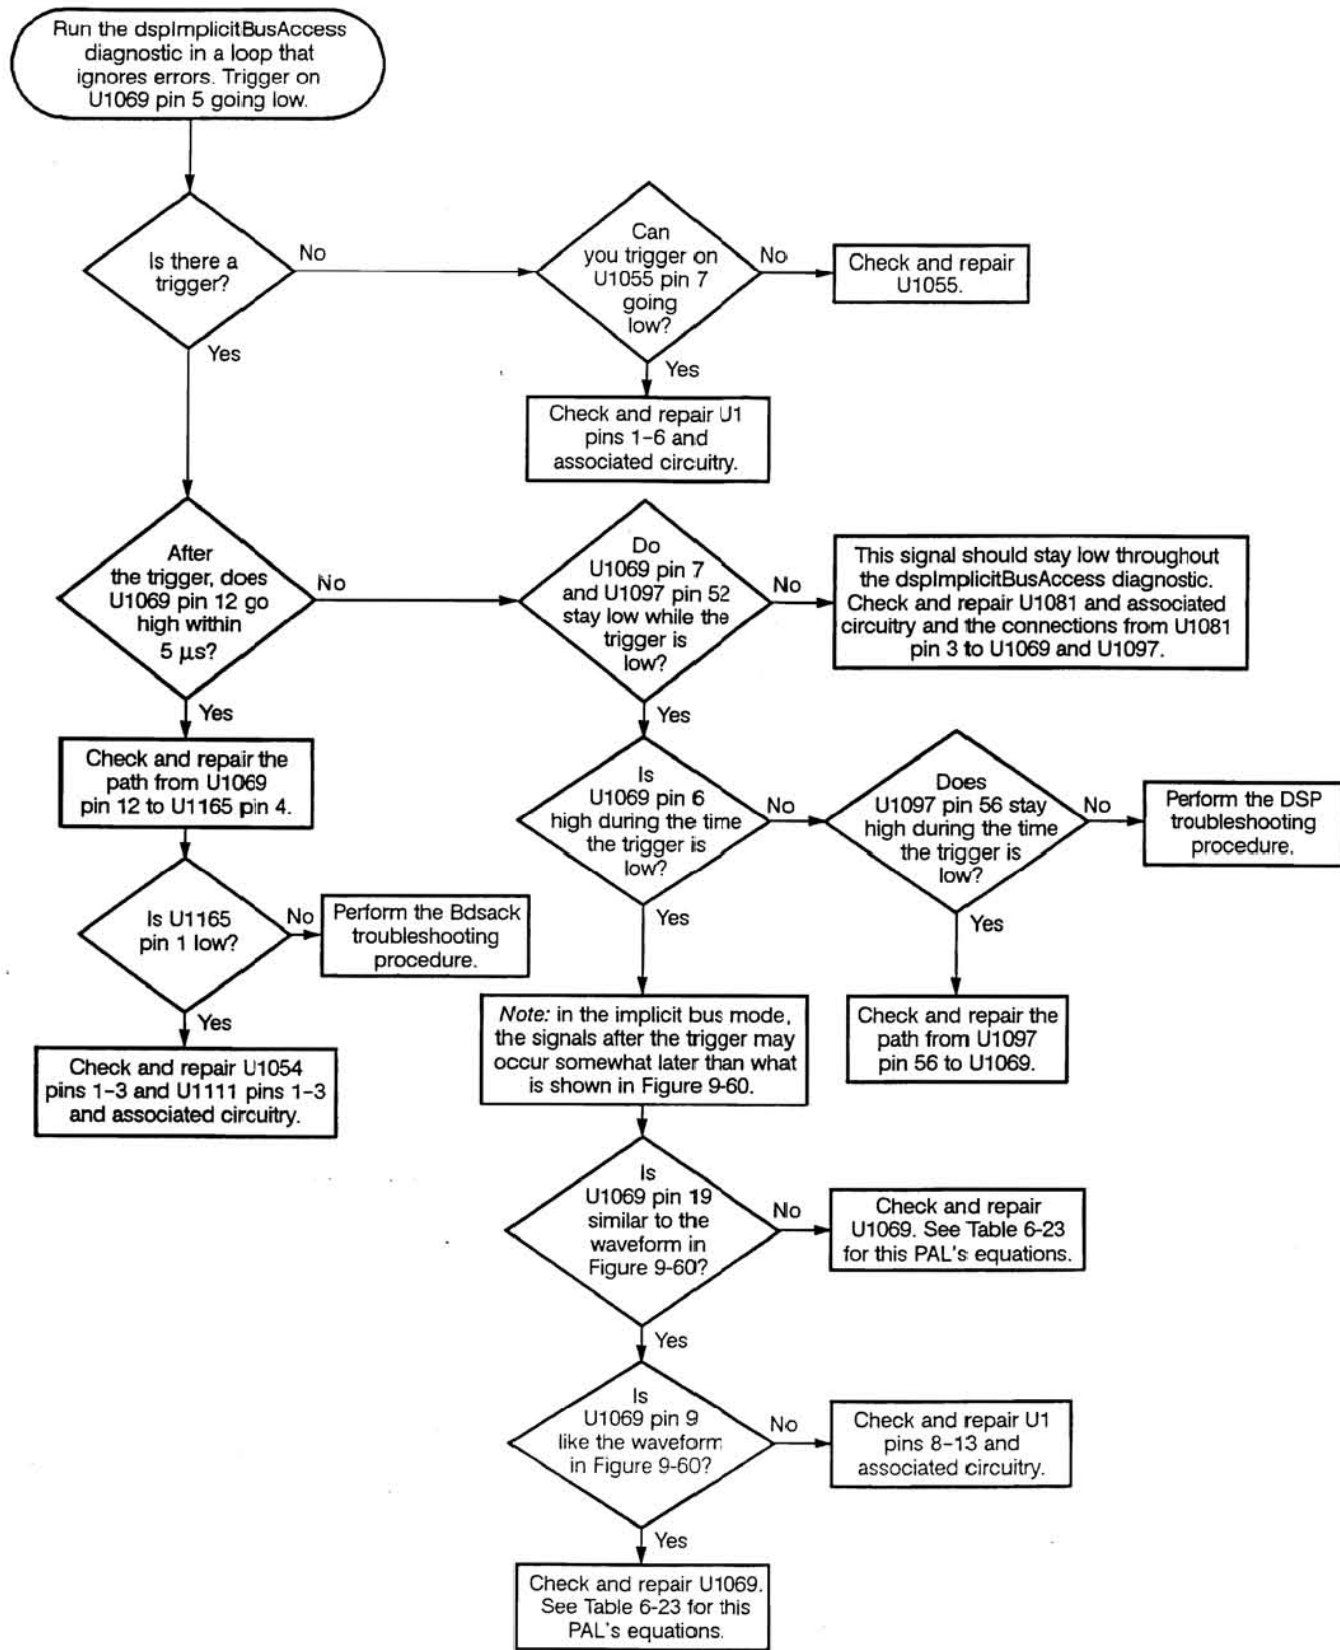 Run the dspImplicitBusAccess
diagnostic in a loop that
ignores errors. Trigger on
U1069 pin 5 going low.
Is there a
trigger?
No
Yes
Can
you trigger on
U1055 pin 7
going
low?
No
Yes
Check and repair
U1055.
Check and repair U1
pins 1–6 and
associated circuitry.
After
the trigger, does
U1069 pin 12 go
high within
5 µs?
No
Yes
Do
U1069 pin 7
and U1097 pin 52
stay low while the
trigger is
low?
No
Yes
This signal should stay low throughout
the dspImplicitBusAccess diagnostic.
Check and repair U1081 and associated
circuitry and the connections from U1081
pin 3 to U1069 and U1097.
Check and repair the
path from U1069
pin 12 to U1165 pin 4.
Is
U1069 pin 6
high during the time
the trigger is
low?
No
Yes
Does
U1097 pin 56 stay
high during the time
the trigger is
low?
No
Yes
Perform the DSP
troubleshooting
procedure.
Is U1165
pin 1 low?
No
Yes
Perform the Bdsack
troubleshooting
procedure.
Check and repair U1054
pins 1–3 and U1111 pins 1–3
and associated circuitry.
Note: in the implicit bus mode,
the signals after the trigger may
occur somewhat later than what
is shown in Figure 9-60.
Check and repair the
path from U1097
pin 56 to U1069.
Is
U1069 pin 19
similar to the
waveform in
Figure 9-60?
No
Yes
Check and repair
U1069. See Table 6-23
for this PAL's equations.
Is
U1069 pin 9
like the waveform
in Figure 9-60?
No
Yes
Check and repair U1
pins 8–13 and
associated circuitry.
Check and repair U1069.
See Table 6-23 for this
PAL's equations.